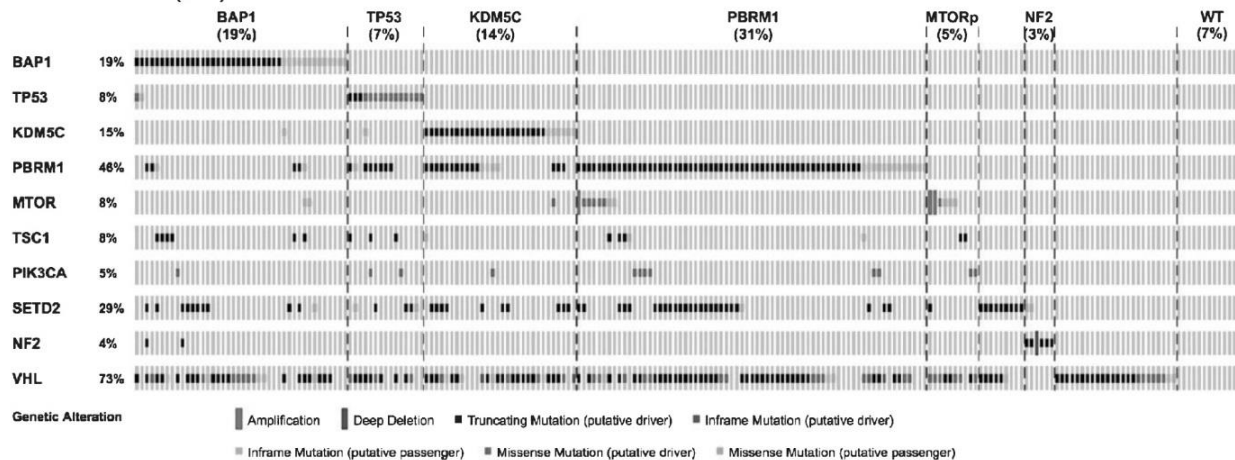 BAP1 TP53 KDM5C PBRM1 MTORp NF2 WT
(19%) (7%) (14%) (31%) (5%) (3%) (7%)
BAP1 19%
TP53 8%
KDM5C 15%
PBRM1 46%
MTOR 8%
TSC1 8%
PIK3CA 5%
SETD2 29%
NF2 4%
VHL 73%
Genetic Alteration Amplification Deep Deletion Truncating Mutation (putative driver) Inframe Mutation (putative driver)
Inframe Mutation (putative passenger) Missense Mutation (putative driver) Missense Mutation (putative passenger)